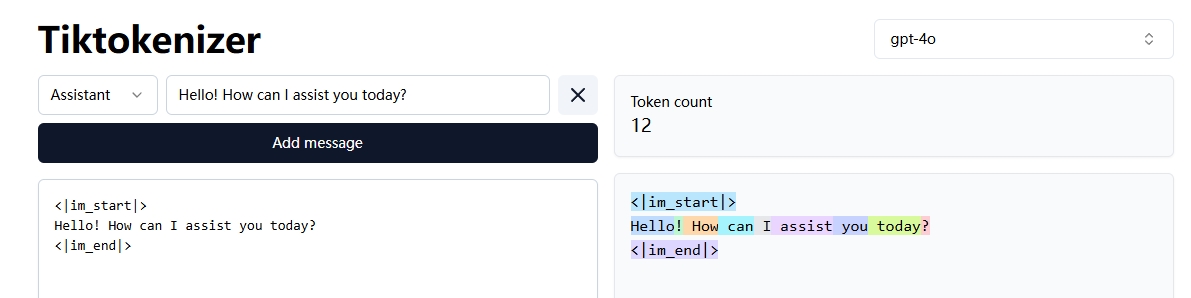 Tiktokenizer
gpt-4o
Assistant
Hello! How can I assist you today?
Add message
Token count
12
<|im_start|>
Hello! How can I assist you today?
<|im_end|>
<|im_start|>
Hello! How can I assist you today?
<|im_end|>